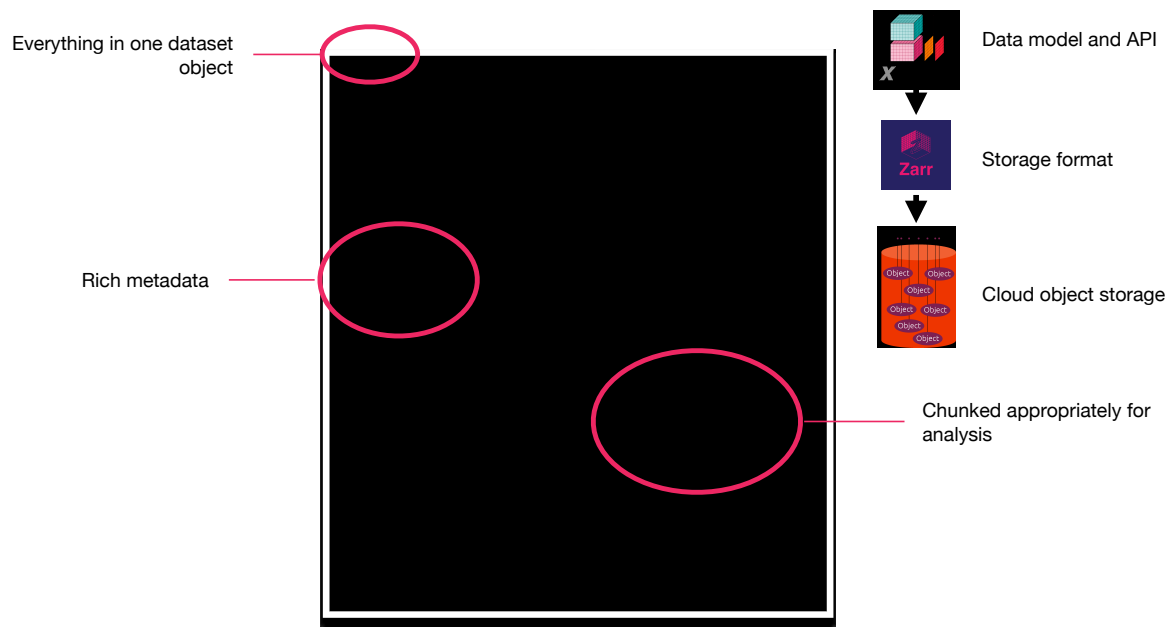 Everything in one dataset
object
Rich metadata
Chunked appropriately for
analysis
X
Data model and API
Zarr
Storage format
Object
Object
Object
Object
Object
Object
Object
Cloud object storage